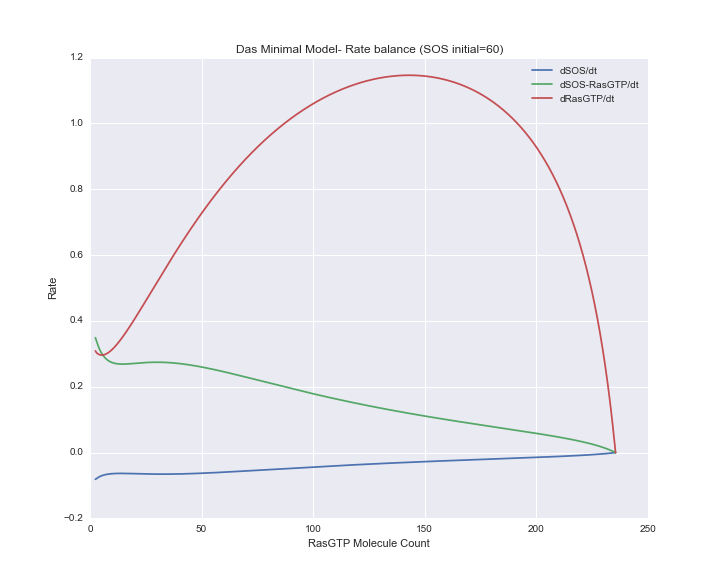 Das Minimal Model- Rate balance (SOS initial=60)
1.2
1.0
0.8
0.6
0.4
0.2
0.0
−0.2
Rate
dSOS/dt
dSOS-RasGTP/dt
dRasGTP/dt
0 50 100 150 200 250
RasGTP Molecule Count